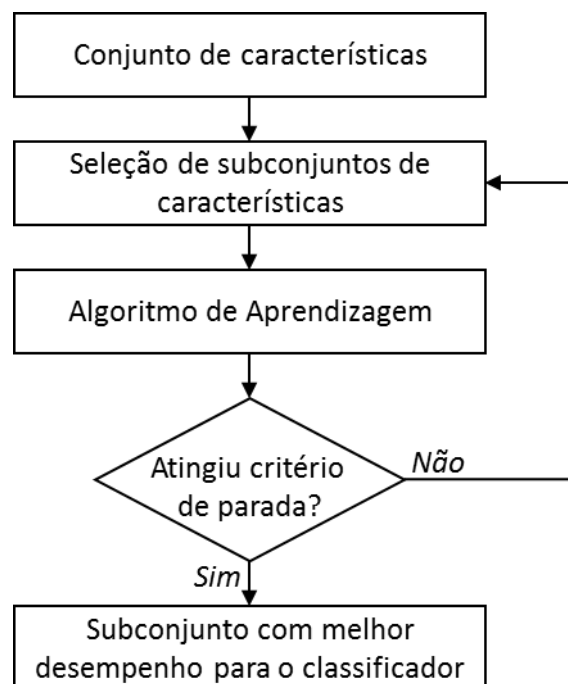 Conjunto de características
Seleção de subconjuntos de
características
Algoritmo de Aprendizagem
Atingiu critério
de parada?
Não
Sim
Subconjunto com melhor
desempenho para o classificador